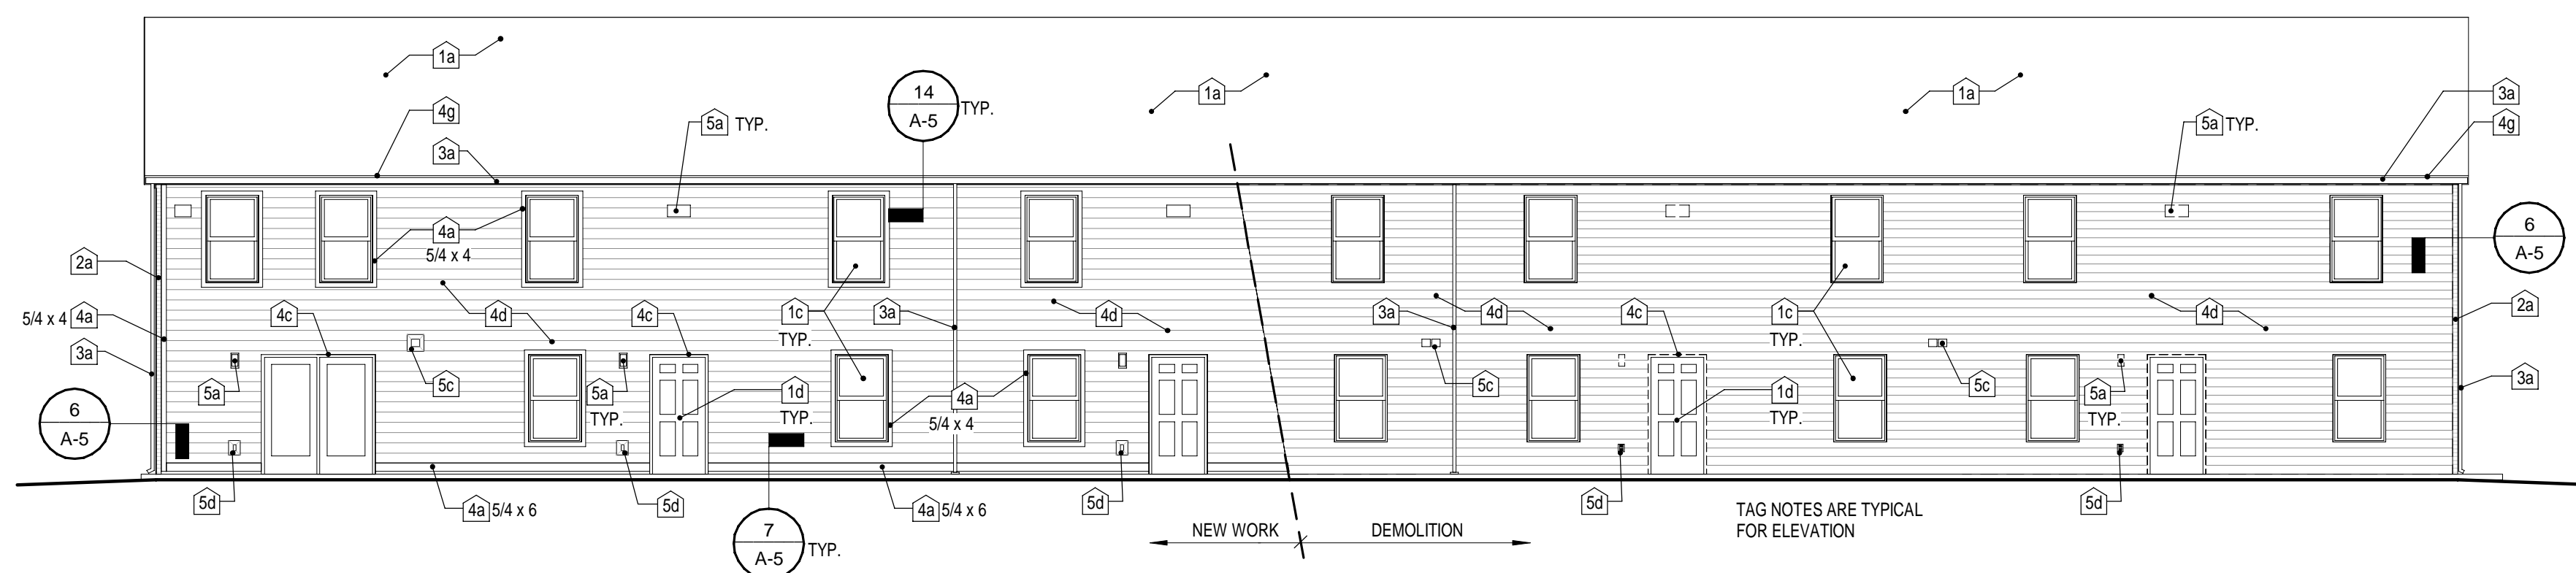 1a
14
A-5
TYP.
1a
1a
3a
4g
5a TYP.
5a TYP.
4g
3a
4a
5/4 x 4
6
A-5
2a
5/4 x 4 4a
3a
4c
4d
4c
1c
TYP.
3a
4d
3a
4d
4c
1c
TYP.
4d
2a
3a
5a
5c
5a
TYP.
1d
TYP.
4a
5/4 x 4
5c
1d
TYP.
5c
5a
TYP.
6
A-5
5d
4a 5/4 x 6
5d
7
A-5
TYP.
4a 5/4 x 6
5d
NEW WORK
DEMOLITION
5d
TAG NOTES ARE TYPICAL
FOR ELEVATION
5d